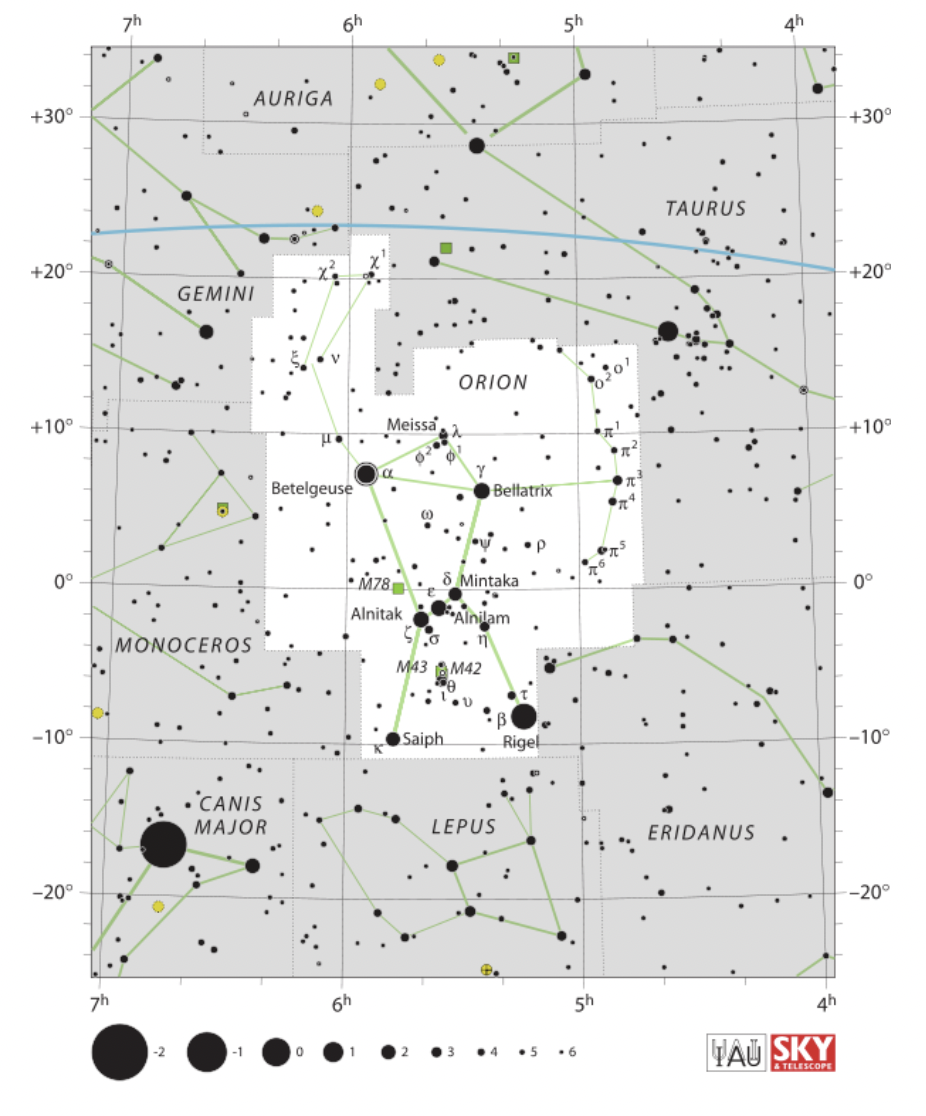 7h 6h 5h 4h
+30° +30°
AURIGA
TAURUS
+20° +20°
χ2 χ1
GEMINI
ξ ν
ORION
ο2 ο1
+10° +10°
Meissa λ
π1
μ
ϕ2 ϕ1
π2
α γ
π3
Betelgeuse Bellatrix
π4
ω
ψ ρ
π5
π6
0° 0°
M78
δ Mintaka
ε
Alnitak Alnilam
ζ σ η
MONOCEROS
M43 M42
θ
ι υ τ
β
−10° −10°
κ Saiph Rigel
CANIS
MAJOR
LEPUS ERIDANUS
−20° −20°
7h 6h 5h 4h
-2 -1 0 1 2 3 4 5 6
IAU
SKY
& TELESCOPE